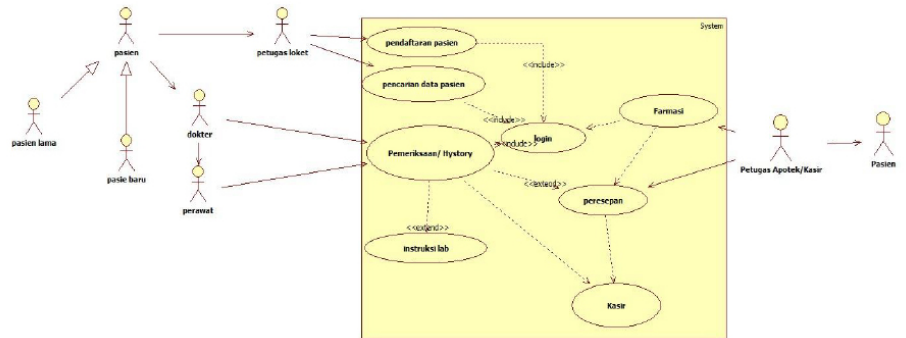 System
pasien
petugas loket
pendaftaran pasien
<<include>>
pencarian data pasien
<<include>>
Farmasi
pasien lama
dokter
pasie baru
perawat
Pemeriksaan/ Hystory
<<include>>
login
Petugas Apotek/Kasir
Pasien
<<extend>>
peresepan
<<extend>>
instruksi lab
Kasir